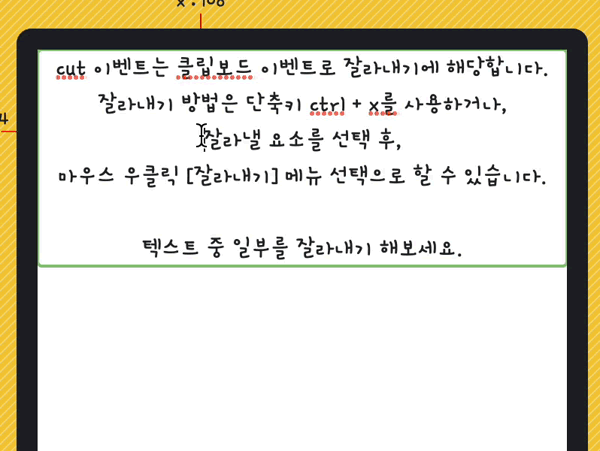 cut 이벤트는 클립보드 이벤트로 잘라내기에 해당합니다.
잘라내기 방법은 단축키 ctrl + x를 사용하거나,
잘라낼 요소를 선택 후,
마우스 우클릭 [잘라내기] 메뉴 선택으로 할 수 있습니다.
텍스트 중 일부를 잘라내기 해보세요.